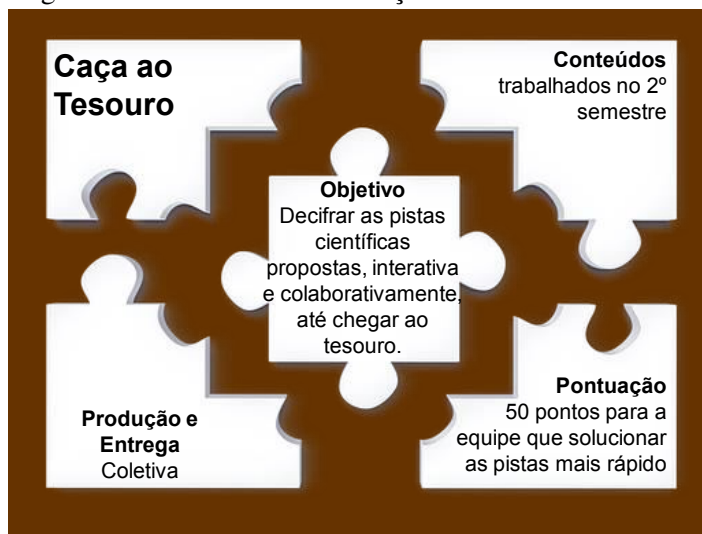 Caça ao
Tesouro
Conteúdos
trabalhados no 2º
semestre
Objetivo
Decifrar as pistas
científicas
propostas, interativa
e colaborativamente,
até chegar ao
tesouro.
Produção e
Entrega
Coletiva
Pontuação
50 pontos para a
equipe que solucionar
as pistas mais rápido